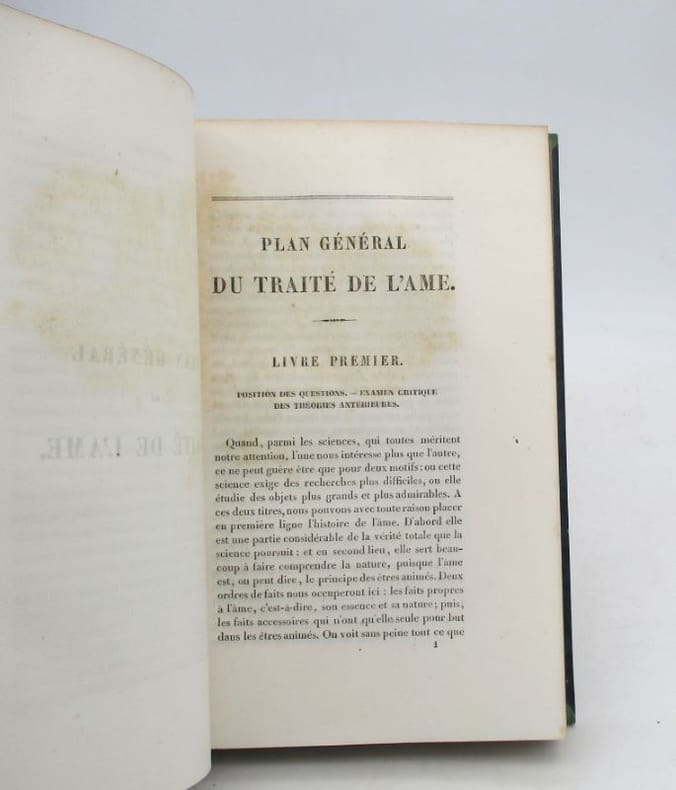 PLAN GÉNÉRAL
DU TRAITÉ DE L'AME.
LIVRE PREMIER.
POSITION DES QUESTIONS. — EXAMEN CRITIQUE
DES THÉORIES ANTÉRIEURES.
Quand, parmi les sciences, qui toutes méritent
notre attention, l'une nous intéresse plus que l'autre,
ce ne peut guère être que pour deux motifs: ou cette
science exige des recherches plus difficiles, ou elle
étudie des objets plus grands et plus admirables. A
ces deux titres, nous pouvons avec toute raison placer
en première ligne l'histoire de l'âme. D'abord elle
est une partie considérable de la vérité totale que la
science poursuit: et en second lieu, elle sert beau-
coup à faire comprendre la nature, puisque l'âme
est, on peut dire, le principe des êtres animés. Deux
ordres de faits nous occuperont ici: les faits propres
à l'âme, c'est-à-dire, son essence et sa nature; puis,
les faits accessoires qui n'ont qu'elle seule pour but
dans les êtres animés. On voit sans peine tout ce que
1